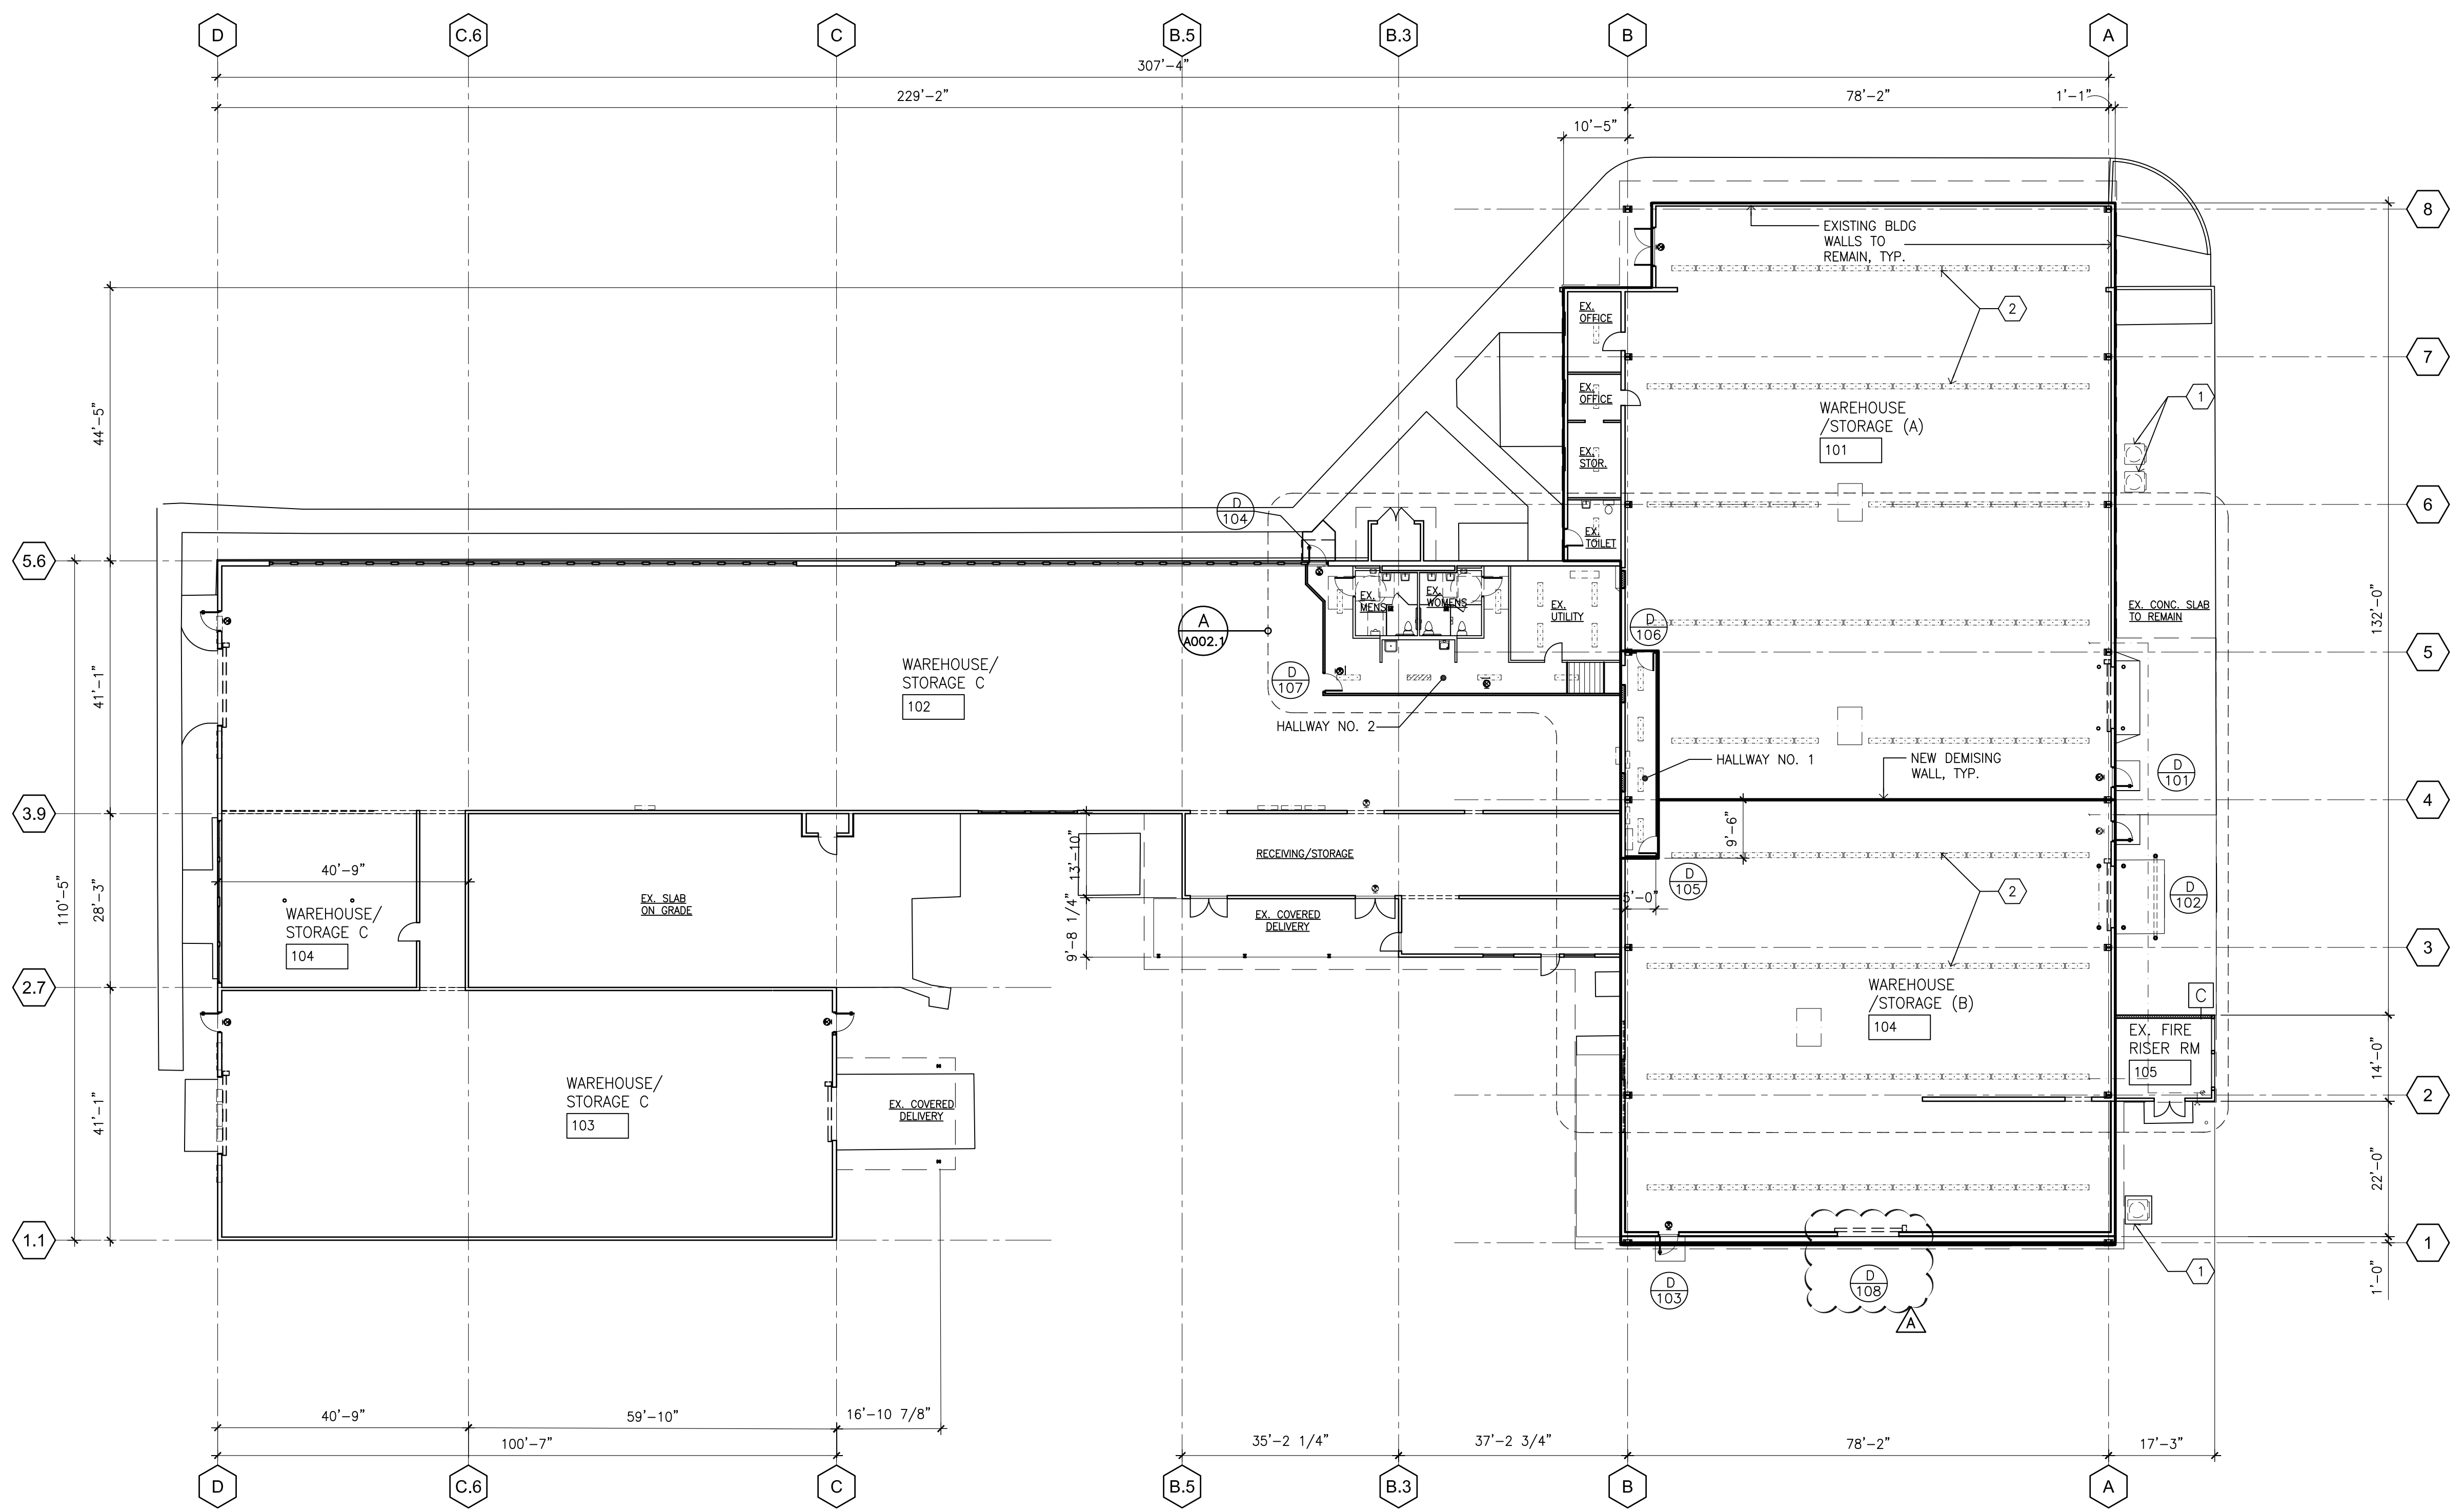 D
C.6
C
B.5
B.3
B
A
307'-4"
229'-2"
78'-2"
1'-1"
10'-5"
8
EXISTING BLDG
WALLS TO
REMAIN, TYP.
2
EX.
OFFICE
7
44'-5"
EX.
OFFICE
1
WAREHOUSE
/STORAGE (A)
101
EX.
STOR.
D
104
6
EX.
TOILET
5.6
EX.
MENS
EX.
WOMENS
EX.
UTILITY
EX. CONC. SLAB
TO REMAIN
132'-0"
A
A002.1
D
106
5
WAREHOUSE/
STORAGE C
102
41'-1"
D
107
HALLWAY NO. 2
HALLWAY NO. 1
NEW DEMISING
WALL, TYP.
D
101
3.9
4
9'-6"
13'-10"
RECEIVING/STORAGE
40'-9"
D
105
2
D
102
5'-0"
110'-5"
28'-3"
WAREHOUSE/
STORAGE C
104
EX. SLAB
ON GRADE
EX. COVERED
DELIVERY
9'-8 1/4"
3
2.7
WAREHOUSE
/STORAGE (B)
104
C
EX. FIRE
RISER RM
105
14'-0"
2
WAREHOUSE/
STORAGE C
103
EX. COVERED
DELIVERY
41'-1"
22'-0"
1.1
1
1
D
103
D
108
A
1'-0"
40'-9"
59'-10"
16'-10 7/8"
100'-7"
35'-2 1/4"
37'-2 3/4"
78'-2"
17'-3"
D
C.6
C
B.5
B.3
B
A